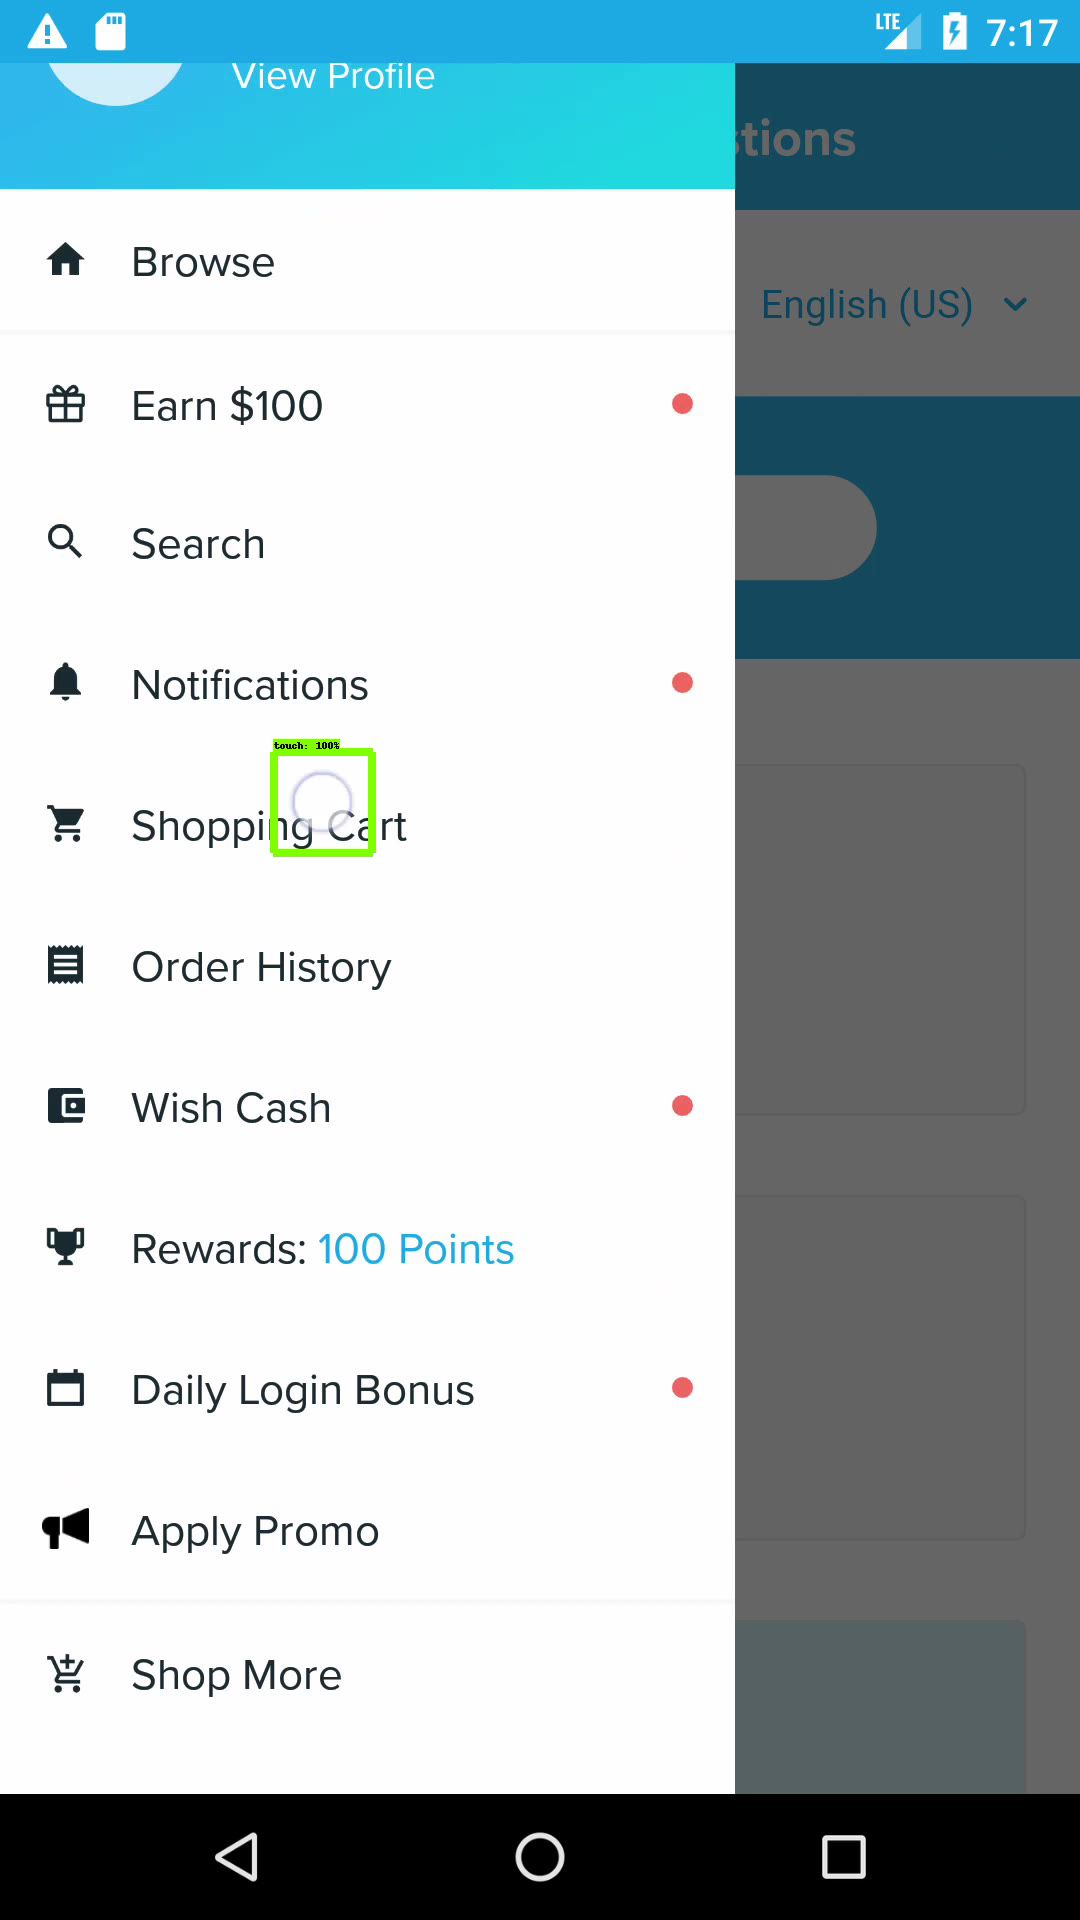 LTE 7:17
View Profile
stions
Browse
English (US)
Earn $100
Search
Notifications
touch: 100%
Shopping Cart
Order History
Wish Cash
Rewards: 100 Points
Daily Login Bonus
Apply Promo
Shop More